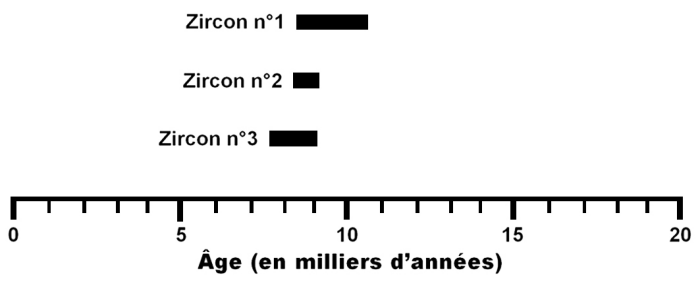 Zircon n°1
Zircon n°2
Zircon n°3
0 5 10 15 20
Âge (en milliers d’années)